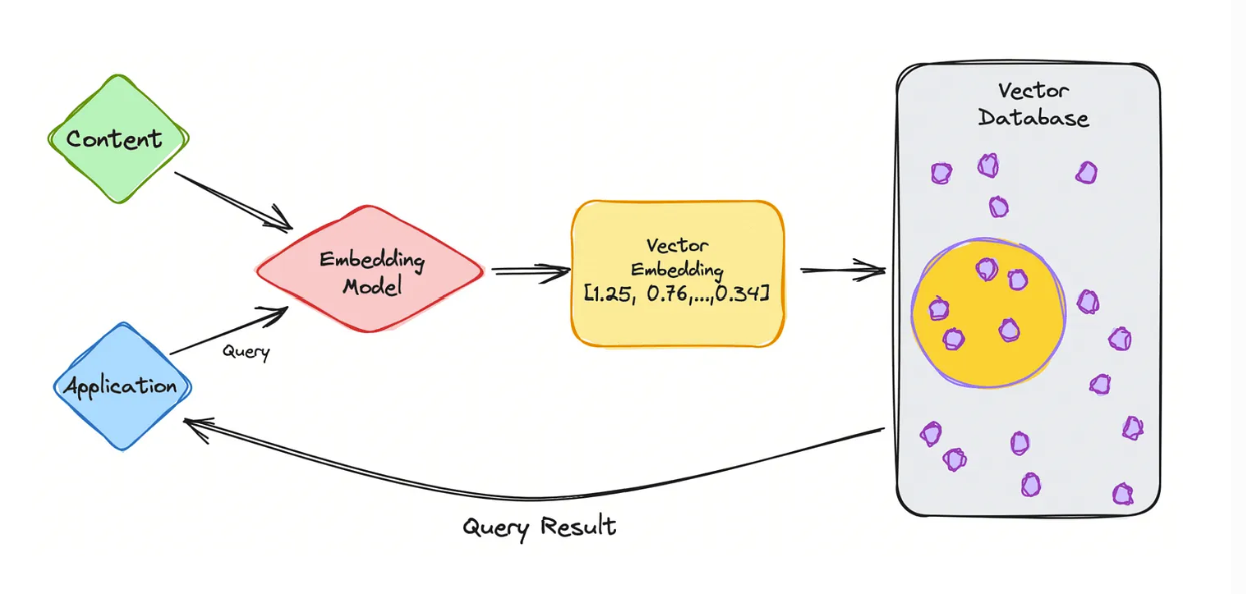 Content
Embedding
Model
Application
Query
Vector
Embedding
[1.25, 0.76,...,0.34]
Vector
Database
Query Result